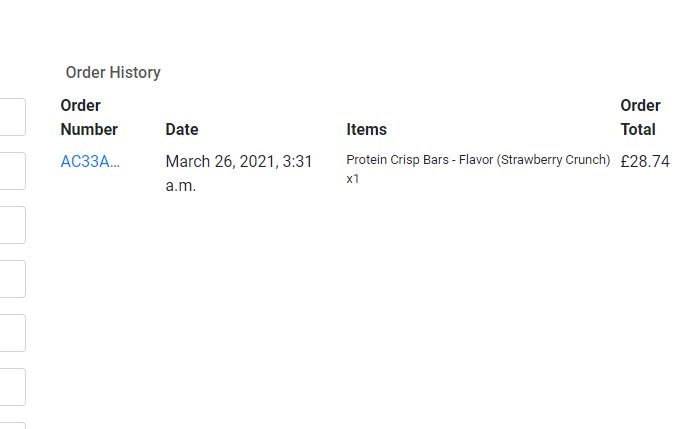 Order History
Order Number Date Items Order Total
AC33A... March 26, 2021, 3:31 a.m. Protein Crisp Bars - Flavor (Strawberry Crunch) x1 £28.74